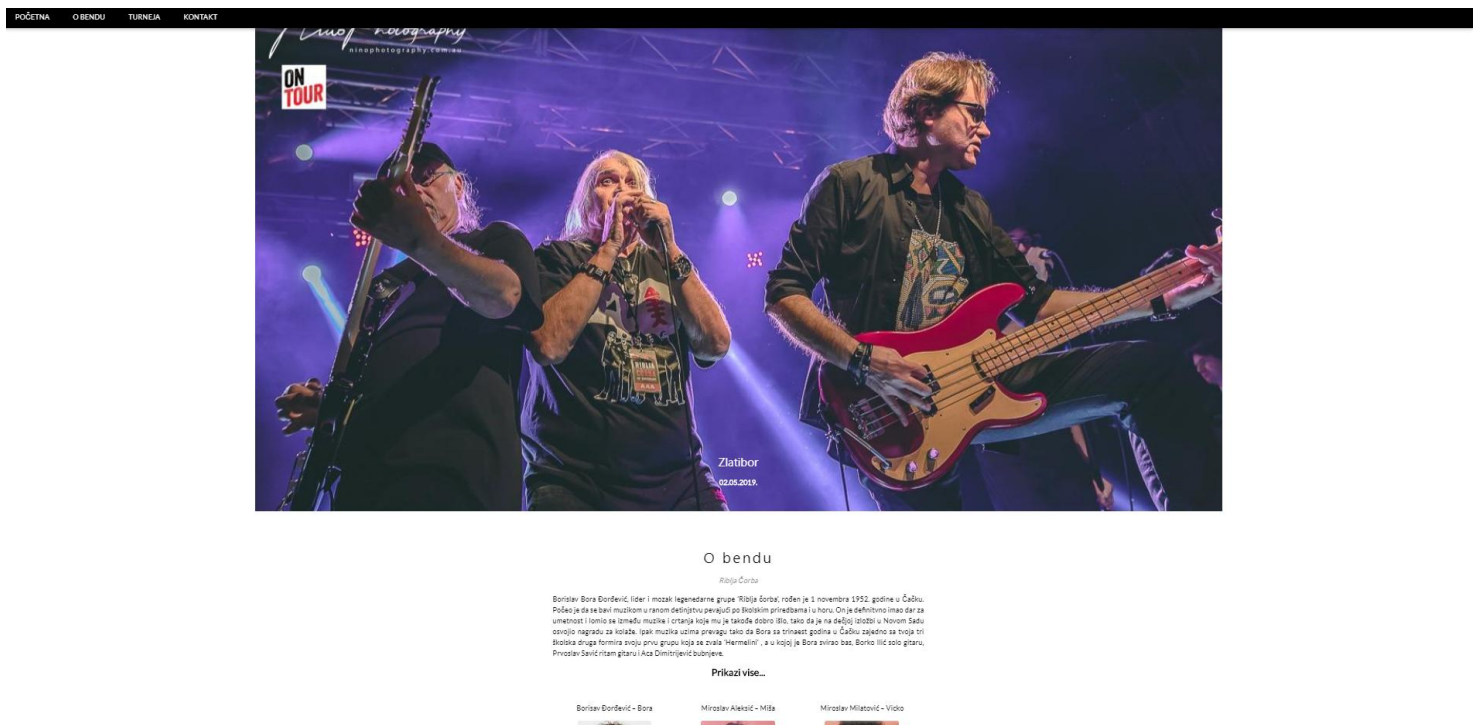 POČETNA O BENDU TURNEJA KONTAKT
ninophotography.com.au
ON
TOUR
RIBLJA
ČORBA
A.A.A
Zlatibor
02.05.2019.
O bendu
Riblja Čorba
Borislav Bora Đorđević, lider i mozak legenedarne grupe 'Riblja čorba', rođen je 1 novembra 1952. godine u Čačku.
Počeo je da se bavi muzikom u ranom detinjstvu pevajući po školskim priredbama i u horu. On je definitvno imao dar za
umetnost i lomio se između muzike i crtanja koje mu je takođe dobro išlo, tako da je na dečjoj izložbi u Novom Sadu
osvojio nagradu za kolaže. Ipak muzika uzima prevagu tako da Bora sa trinaest godina u Čačku zajedno sa tvoja tri
školska druga formira svoju prvu grupu koja se zvala 'Hermelini' , a u kojoj je Bora svirao bas, Borko Ilić solo gitaru,
Prvoslav Savić ritam gitaru i Aca Dimitrijević bubnjeve.
Prikazi vise...
Borisav Đorđević – Bora Miroslav Aleksić – Miša Miroslav Milatović – Vicko